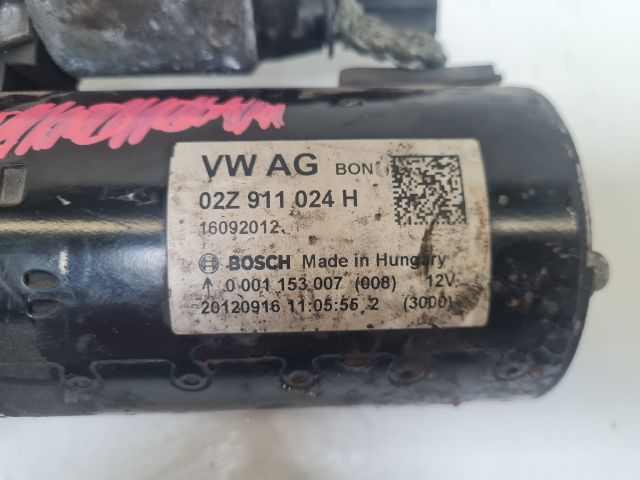 VW AG BON
02Z 911 024 H
16092012
BOSCH Made in Hungary
↑ 0 001 153 007 (008) 12V
20120916 11:05:55 2 (3000)